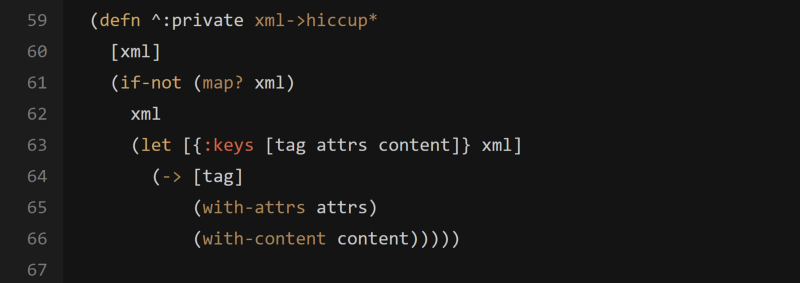 59 (defn ^:private xml->hiccup*
60 [xml]
61 (if-not (map? xml)
62 xml
63 (let [{:keys [tag attrs content]} xml]
64 (-> [tag]
65 (with-attrs attrs)
66 (with-content content)))))
67